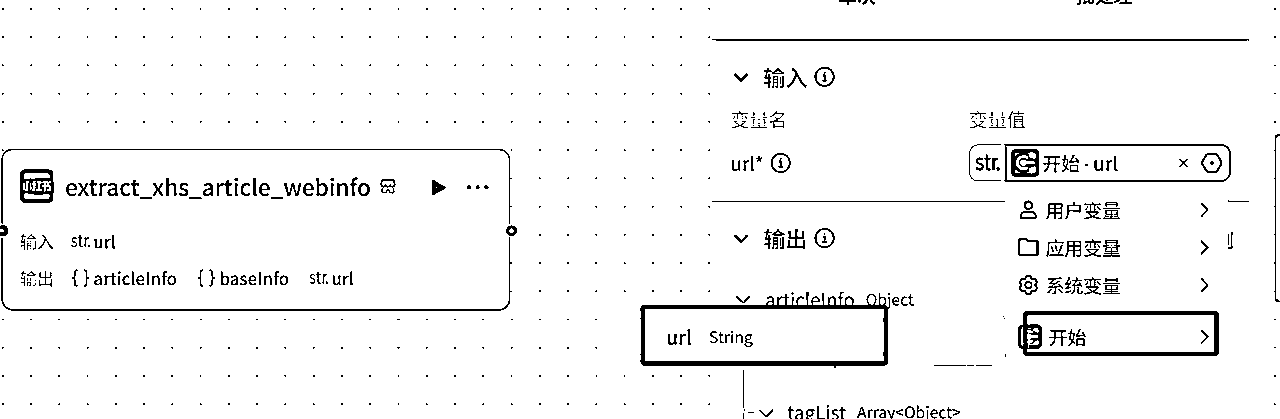 extract_xhs_article_webinfo
输入 str. url
输出 { } articleInfo { } baseInfo str. url
输入
变量名 变量值
url* str. 开始 · url
用户变量
应用变量
系统变量
开始
输出
articleInfo Object
url String
tagList Array<Object>